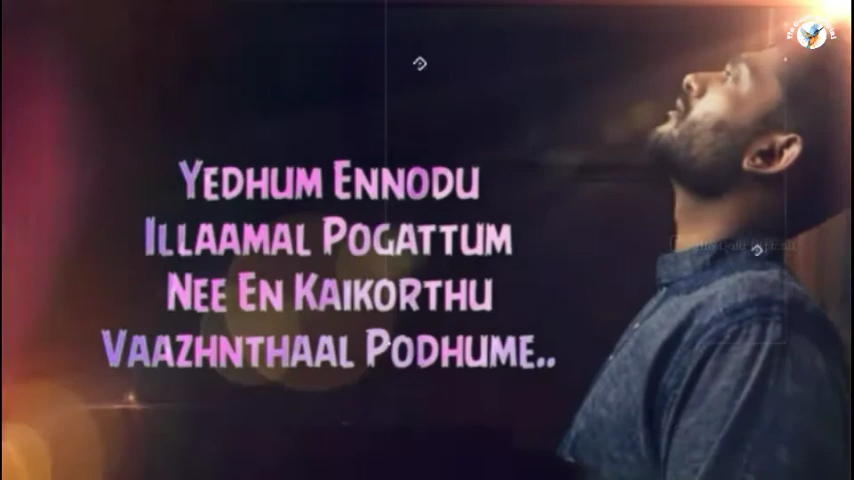 Yedhum Ennodu
Illaamal Pogattum
Nee En Kaikorthu
Vaazhnthaal Podhume..